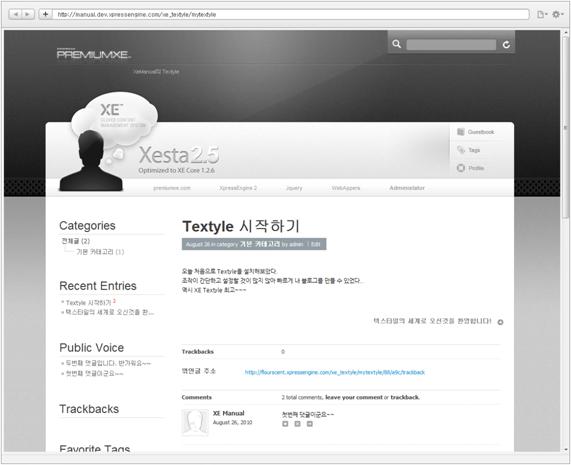 http://manual.dev.xpressengine.com/xe_textyle/mytextyle
PREMIUMXE
XeManual의 Textyle
XE
CLOVER CONTENT
MANAGEMENT SYSTEM
Xesta2.5
Optimized to XE Core 1.2.6
Guestbook
Tags
Profile
premiumxe.com XpressEngine 2 Jquery WebAppers Administrator
Categories
전체글 (2)
기본 카테고리 (1)
Recent Entries
* Textyle 시작하기 2
» 텍스타일의 세계로 오신것을 환...
Public Voice
» 두번째 댓글입니다. 반가워요~~
» 첫번째 댓글이군요~~
Trackbacks
Favorite Tags
Textyle 시작하기
August 26 in category 기본 카테고리 by admin | Edit
오늘 처음으로 Textyle를 설치해보았다.
조작이 간단하고 설정할 것이 많지 않아 빠르게 내 블로그를 만들 수 있었다..
역시 XE Textyle 최고~~~
텍스타일의 세계로 오신것을 환영합니다!
Trackbacks 0
엮인글 주소 http://flourscent.xpressengine.com/xe_textyle/mytextyle/88/a9c/trackback
Comments 2 total comments, leave your comment or trackback.
XE Manual
August 26, 2010
첫번째 댓글이군요~~